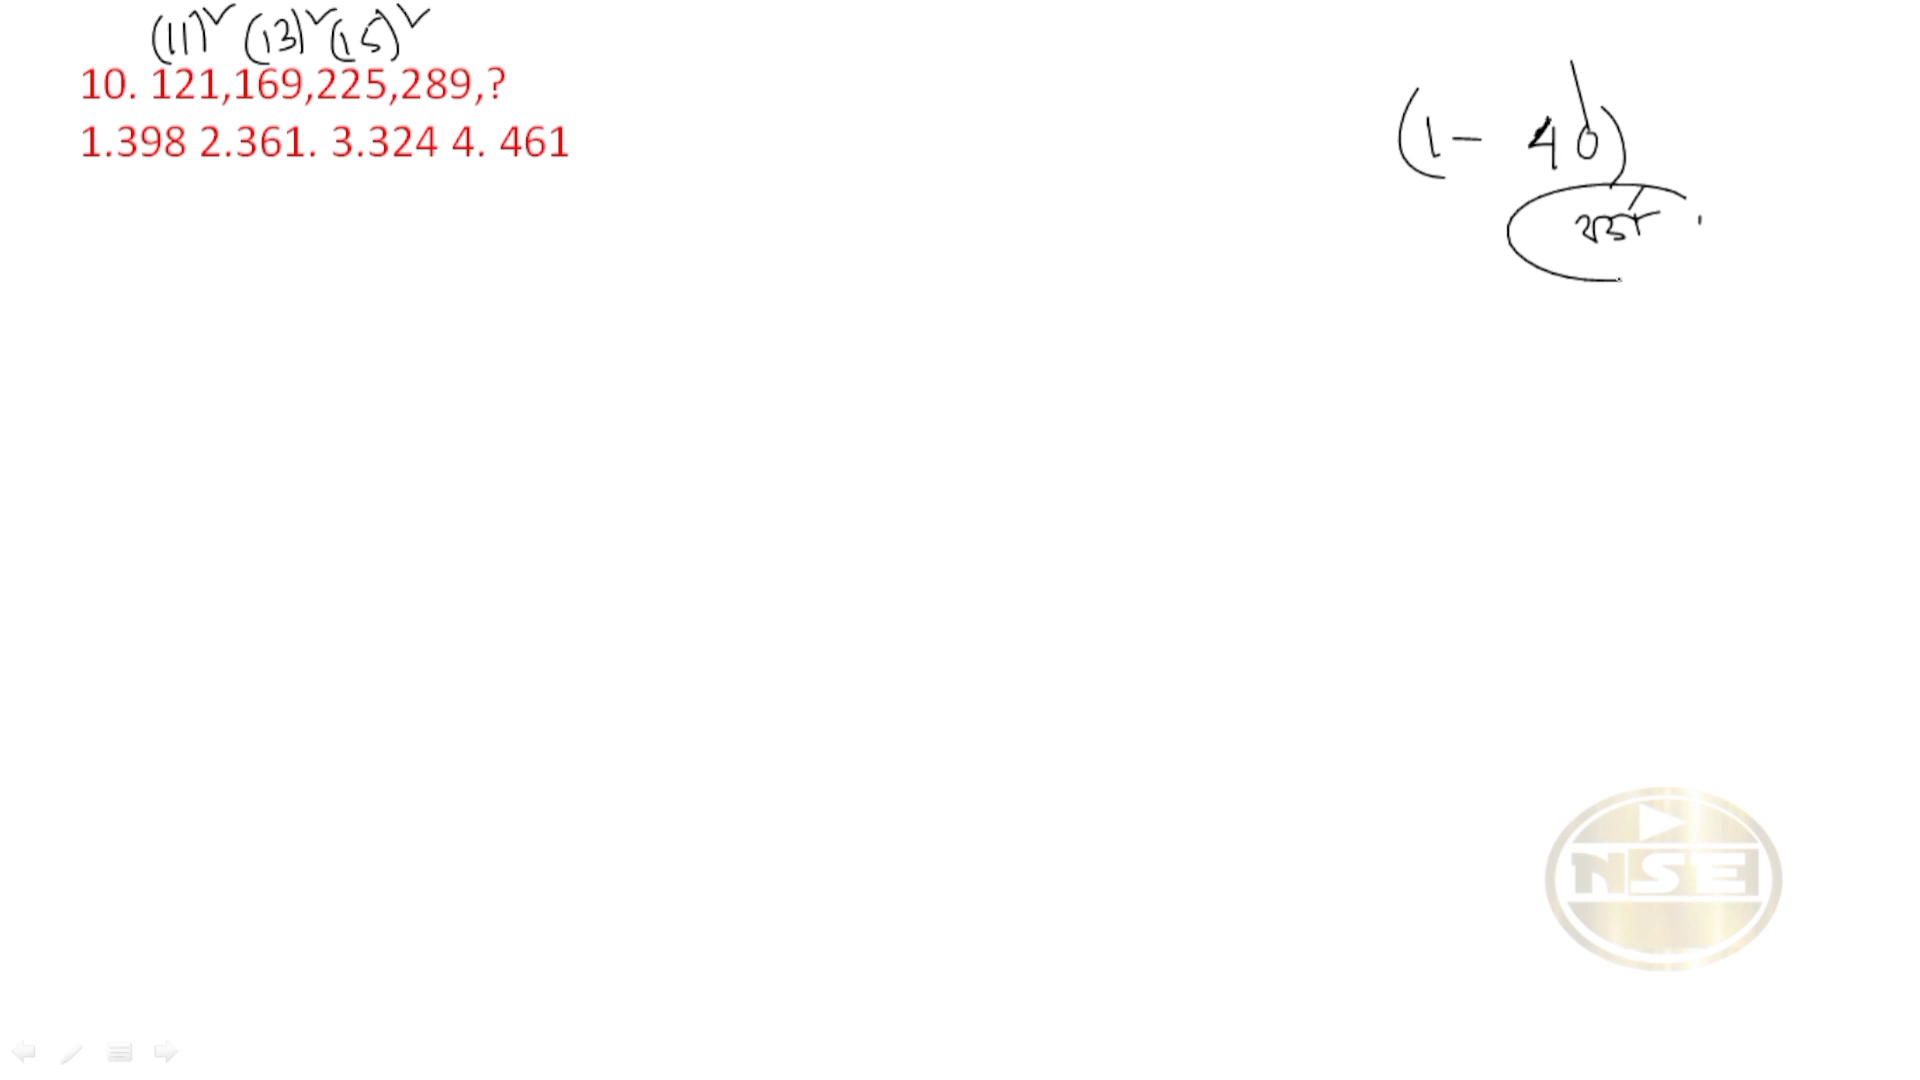 (11)² (13)² (15)²
10. 121,169,225,289,?
1.398 2.361. 3.324 4. 461
(1 - 40)
বর্গ
NSE